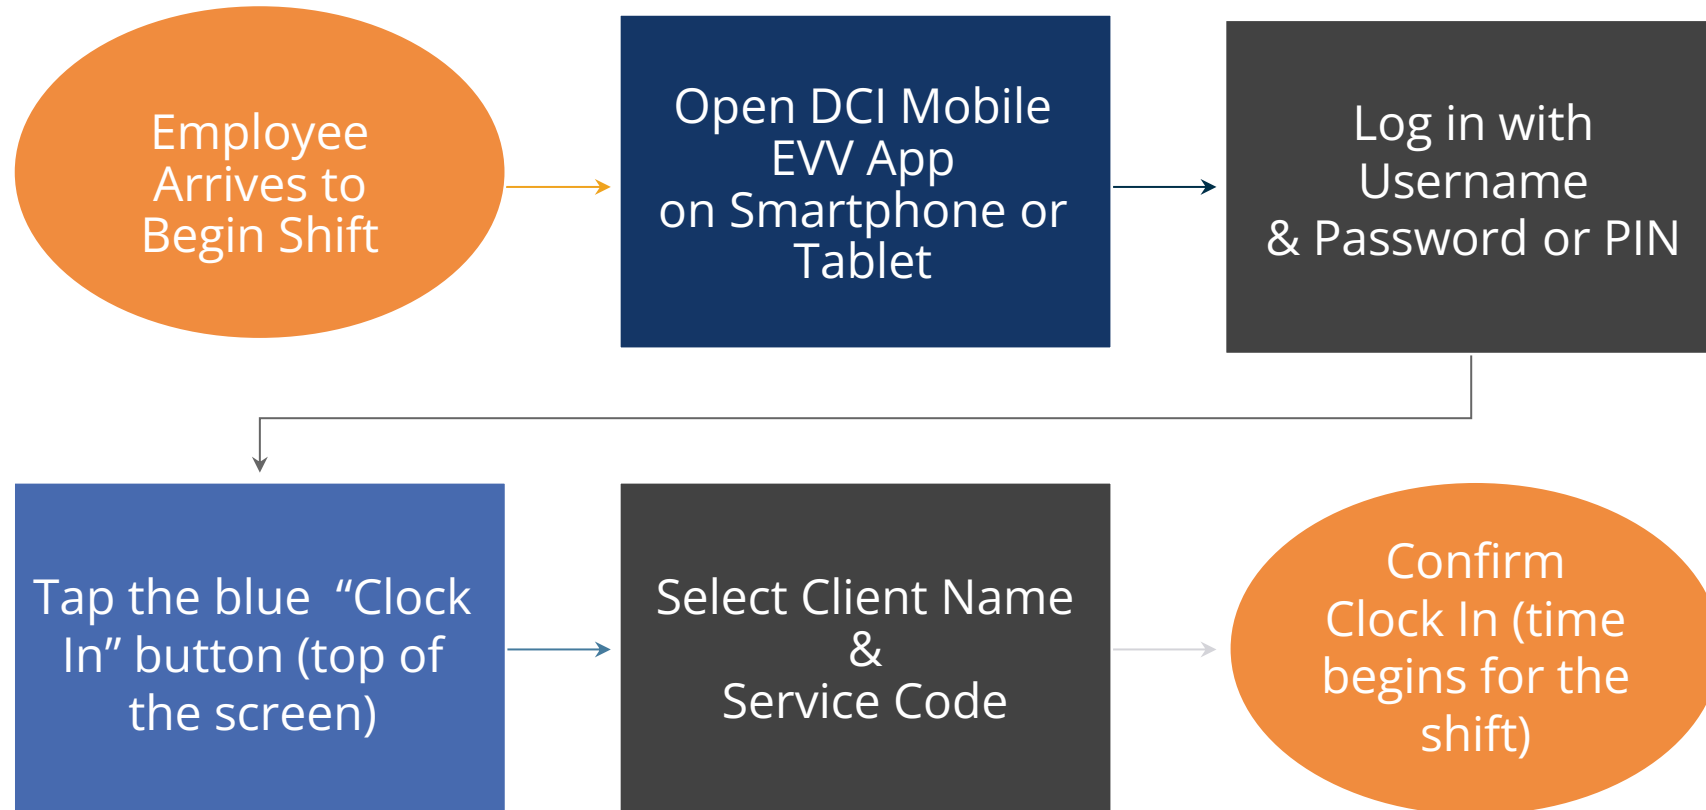 Employee
Arrives to
Begin Shift
Open DCI Mobile
EVV App
on Smartphone or
Tablet
Log in with
Username
& Password or PIN
Tap the blue  “Clock
In” button (top of
the screen)
Select Client Name
&
Service Code
Confirm
Clock In (time
begins for the
shift)